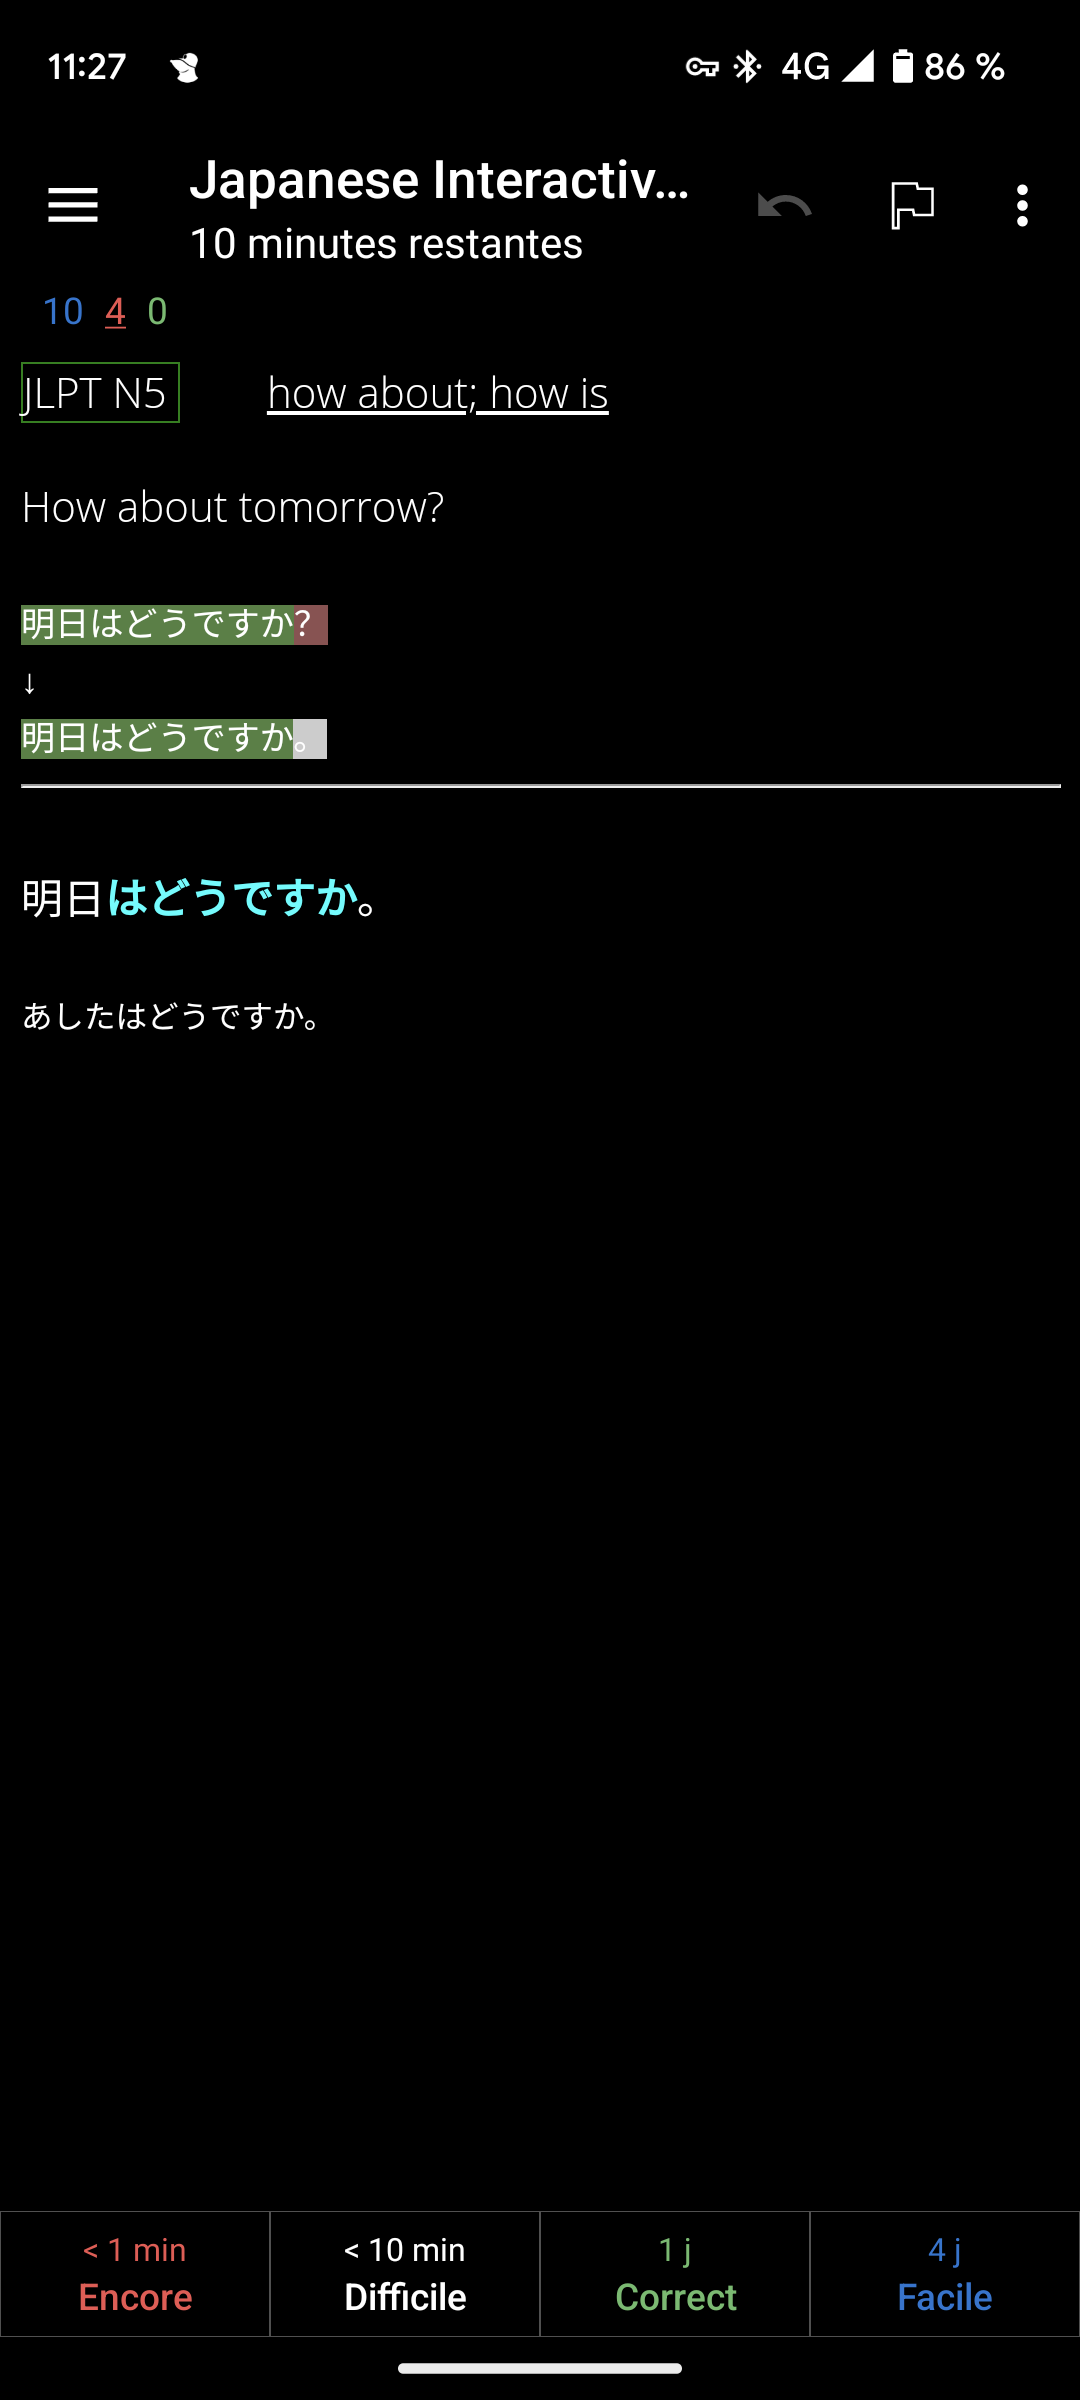 11:27 4G 86 %
Japanese Interactiv...
10 minutes restantes
10 4 0
JLPT N5 how about; how is
How about tomorrow?
明日はどうですか？
↓
明日はどうですか。
明日はどうですか。
あしたはどうですか。
< 1 min < 10 min 1 j 4 j
Encore Difficile Correct Facile